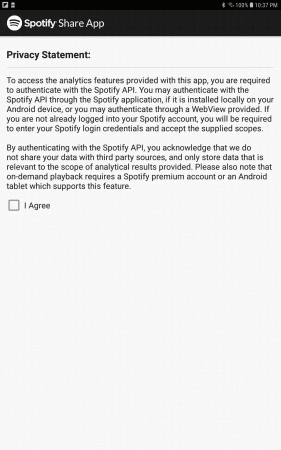 100% 10:37 PM
Spotify Share App
Privacy Statement:
To access the analytics features provided with this app, you are required
to authenticate with the Spotify API. You may authenticate with the
Spotify API through the Spotify application, if it is installed locally on your
Android device, or you may authenticate through a WebView provided. If
you are not already logged into your Spotify account, you will be required
to enter your Spotify login credentials and accept the supplied scopes.
By authenticating with the Spotify API, you acknowledge that we do
not share your data with third party sources, and only store data that is
relevant to the scope of analytical results provided. Please also note that
on-demand playback requires a Spotify premium account or an Android
tablet which supports this feature.
I Agree